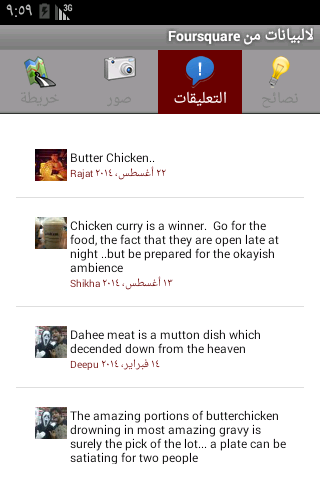 ٩:٥٩
3G
لالبيانات من Foursquare
نصائح
التعليقات
صور
خريطة
Butter Chicken..
Rajat ٢٢ أغسطس، ٢٠١٤
Chicken curry is a winner.  Go for the
food, the fact that they are open late at
night ..but be prepared for the okayish
ambience
Shikha ١٣ أغسطس، ٢٠١٤
Dahee meat is a mutton dish which
decended down from the heaven
Deepu ١٤ فبراير، ٢٠١٤
The amazing portions of butterchicken
drowning in most amazing gravy is
surely the pick of the lot... a plate can be
satiating for two people